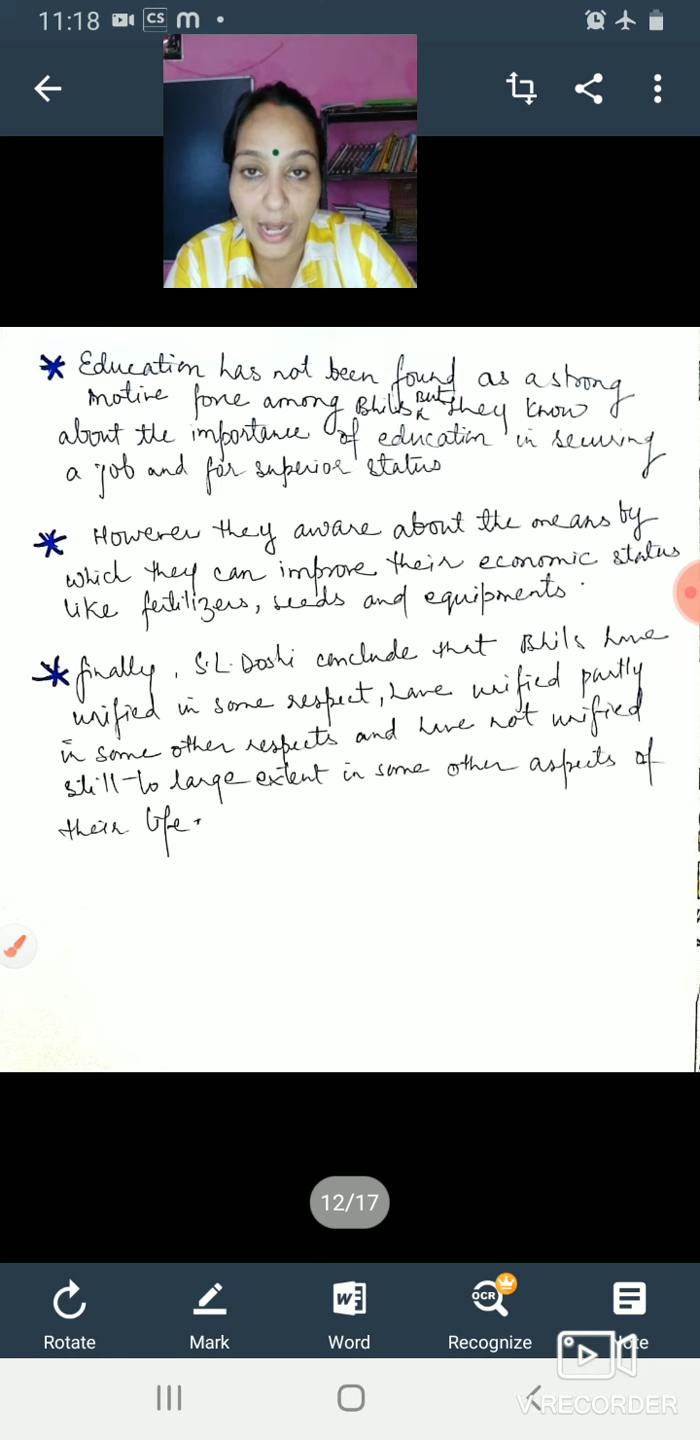 11:18 CS m
* Education has not been found as a strong
motive force among Bhils. But they know
about the importance of education in securing
a job and for superior status
* However they aware about the means by
which they can improve their economic status
like fertilizers, seeds and equipments.
* finally, S.L. Doshi conclude that Bhils have
unified in some respect, have unified partly
in some other respects and have not unified
still to large extent in some other aspects of
their life.
12/17
W OCR
Rotate Mark Word Recognize
VRECORDER